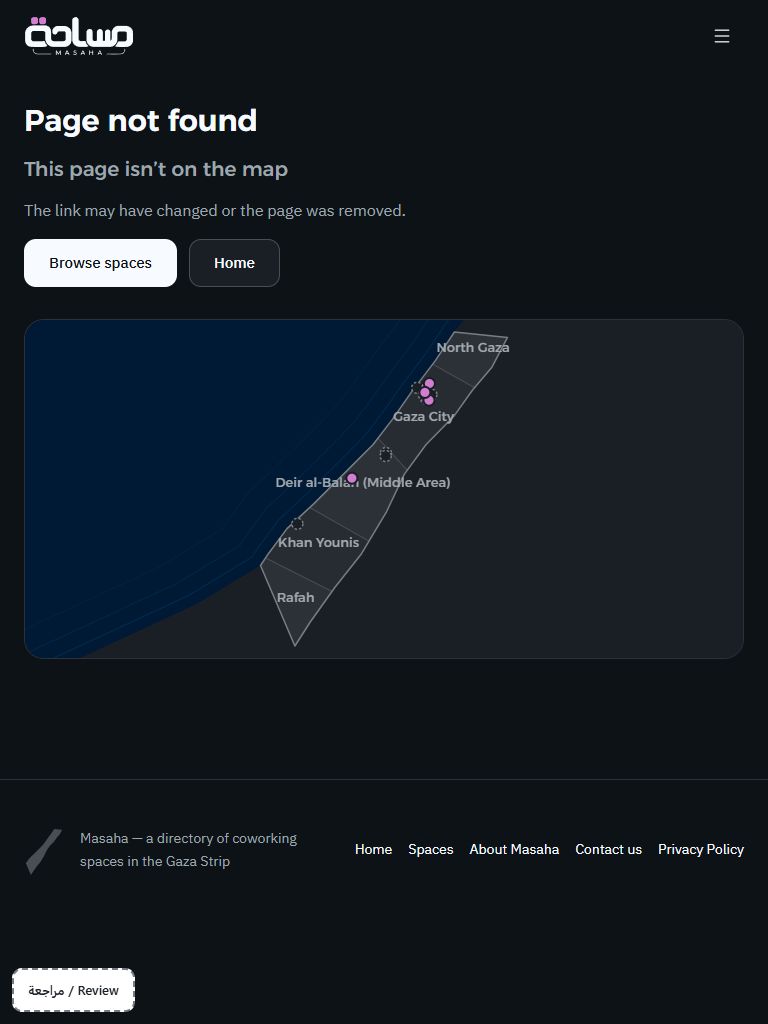 مساحة
MASAHA
Page not found
This page isn’t on the map
The link may have changed or the page was removed.
Browse spaces
Home
North Gaza
Gaza City
Deir al-Balah (Middle Area)
Khan Younis
Rafah
Masaha — a directory of coworking
spaces in the Gaza Strip
Home Spaces About Masaha Contact us Privacy Policy
مراجعة / Review